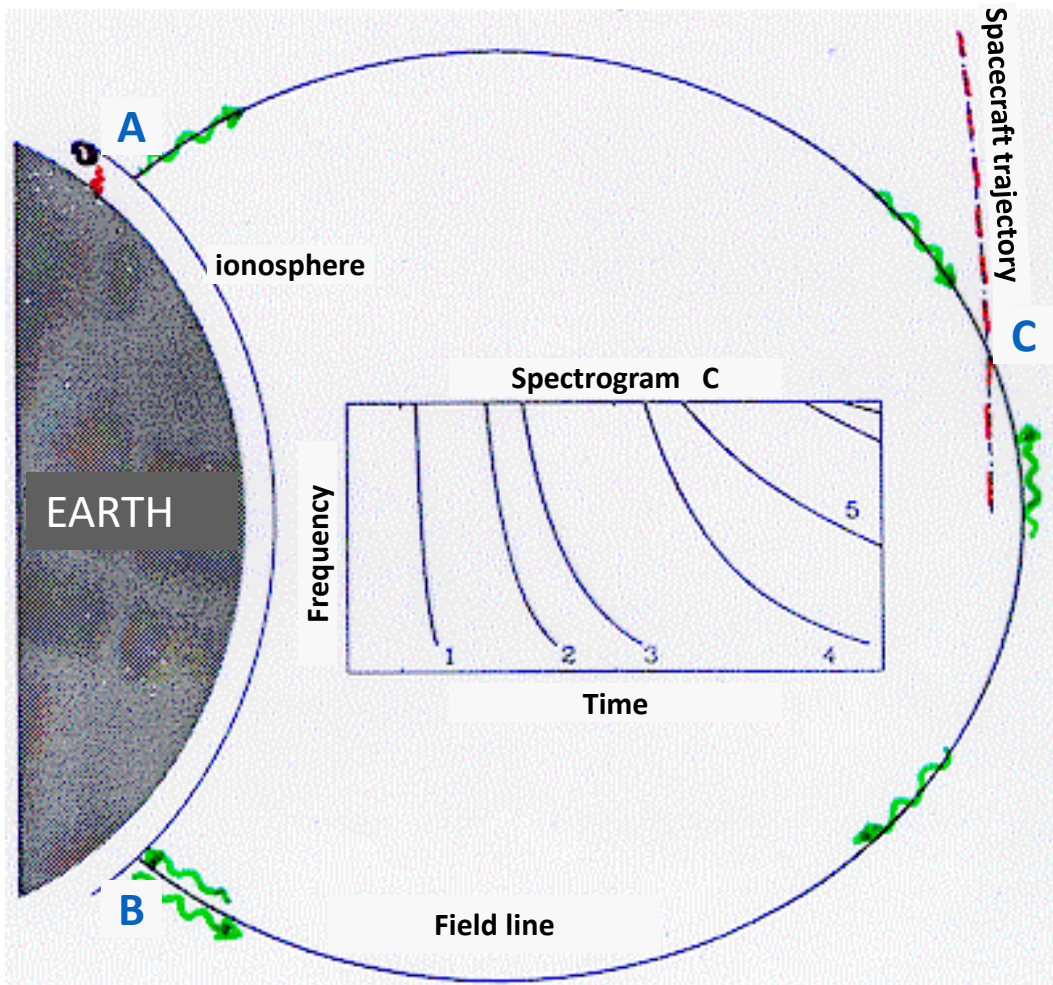 Spacecraft trajectory
A
ionosphere
C
Spectrogram C
EARTH
Frequency
5
1
2
3
4
Time
B
Field line